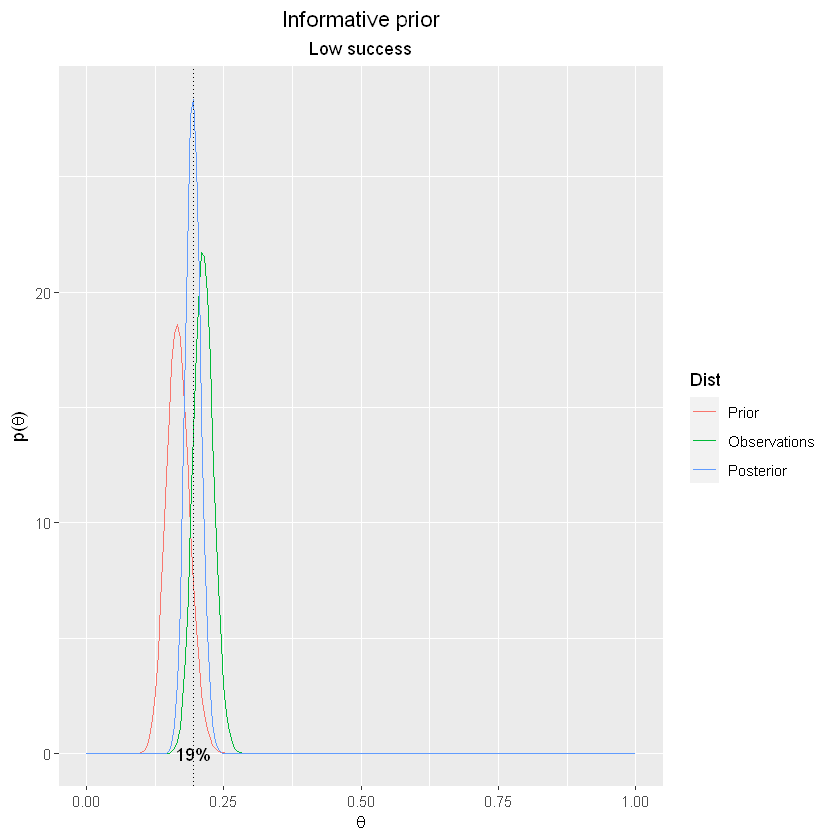 Informative prior
Low success
p(θ)
20
10
0
19%
0.00 0.25 0.50 0.75 1.00
θ
Dist
Prior
Observations
Posterior